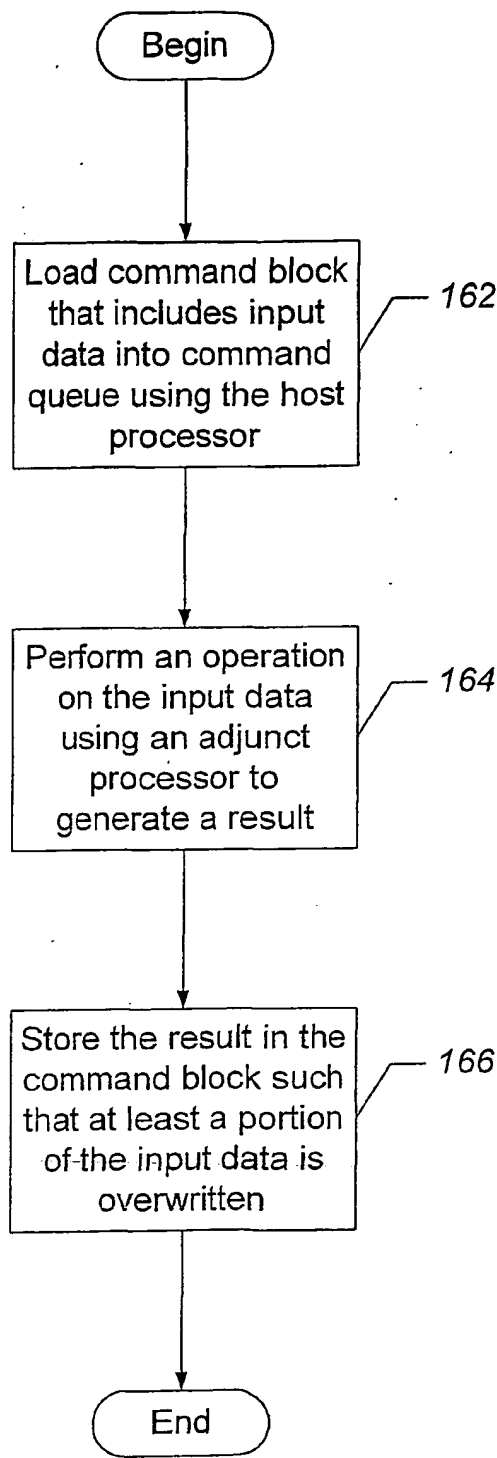 Begin
Load command block
that includes input
data into command
queue using the host
processor
162
Perform an operation
on the input data
using an adjunct
processor to
generate a result
164
Store the result in the
command block such
that at least a portion
of the input data is
overwritten
166
End